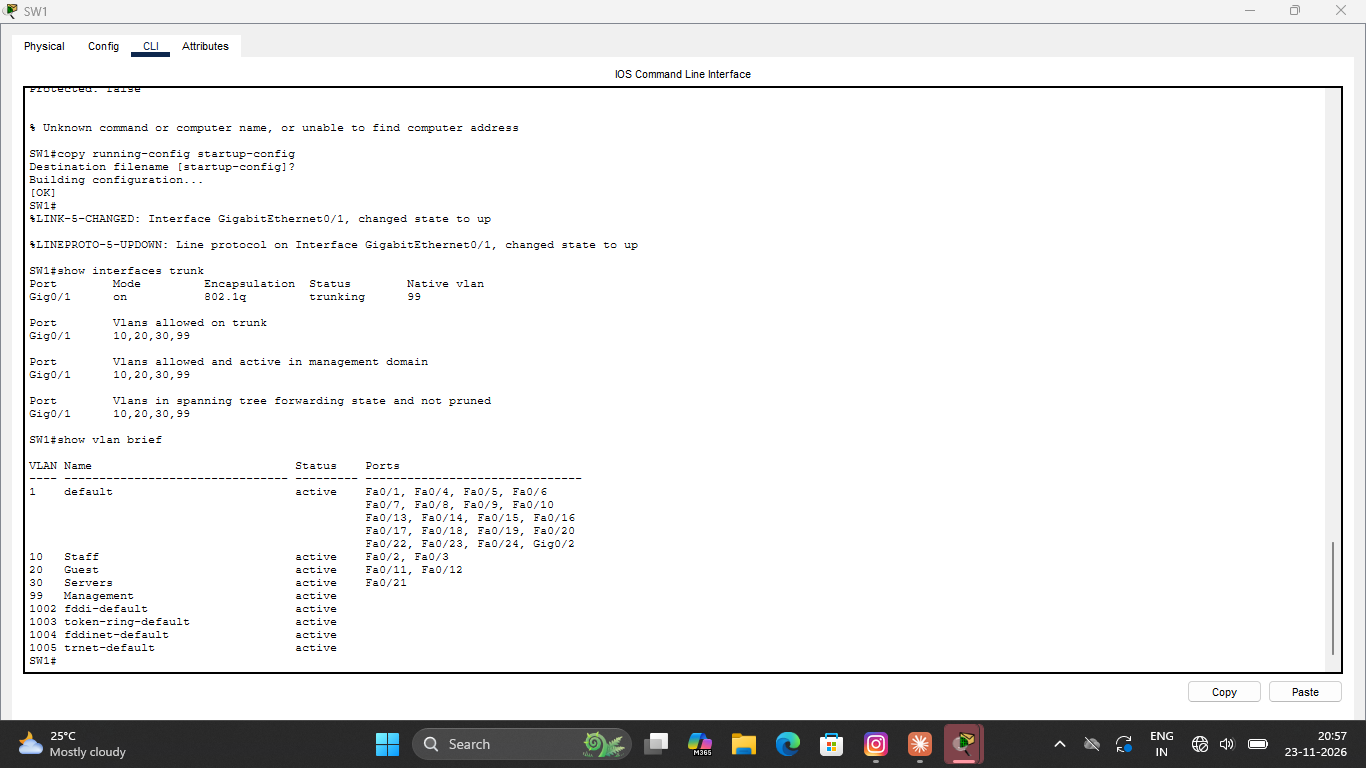 SW1
Physical Config CLI Attributes
IOS Command Line Interface
Protected: false
% Unknown command or computer name, or unable to find computer address
SW1#copy running-config startup-config
Destination filename [startup-config]?
Building configuration...
[OK]
SW1#
%LINK-5-CHANGED: Interface GigabitEthernet0/1, changed state to up
%LINEPROTO-5-UPDOWN: Line protocol on Interface GigabitEthernet0/1, changed state to up
SW1#show interfaces trunk
Port Mode Encapsulation Status Native vlan
Gig0/1 on 802.1q trunking 99
Port Vlans allowed on trunk
Gig0/1 10,20,30,99
Port Vlans allowed and active in management domain
Gig0/1 10,20,30,99
Port Vlans in spanning tree forwarding state and not pruned
Gig0/1 10,20,30,99
SW1#show vlan brief
VLAN Name Status Ports
---- -------------------------------- --------- -------------------------------
1 default active Fa0/1, Fa0/4, Fa0/5, Fa0/6
Fa0/7, Fa0/8, Fa0/9, Fa0/10
Fa0/13, Fa0/14, Fa0/15, Fa0/16
Fa0/17, Fa0/18, Fa0/19, Fa0/20
Fa0/22, Fa0/23, Fa0/24, Gig0/2
10 Staff active Fa0/2, Fa0/3
20 Guest active Fa0/11, Fa0/12
30 Servers active Fa0/21
99 Management active
1002 fddi-default active
1003 token-ring-default active
1004 fddinet-default active
1005 trnet-default active
SW1#
Copy Paste
25°C
Mostly cloudy
Search
M365
ENG
IN
20:57
23-11-2026